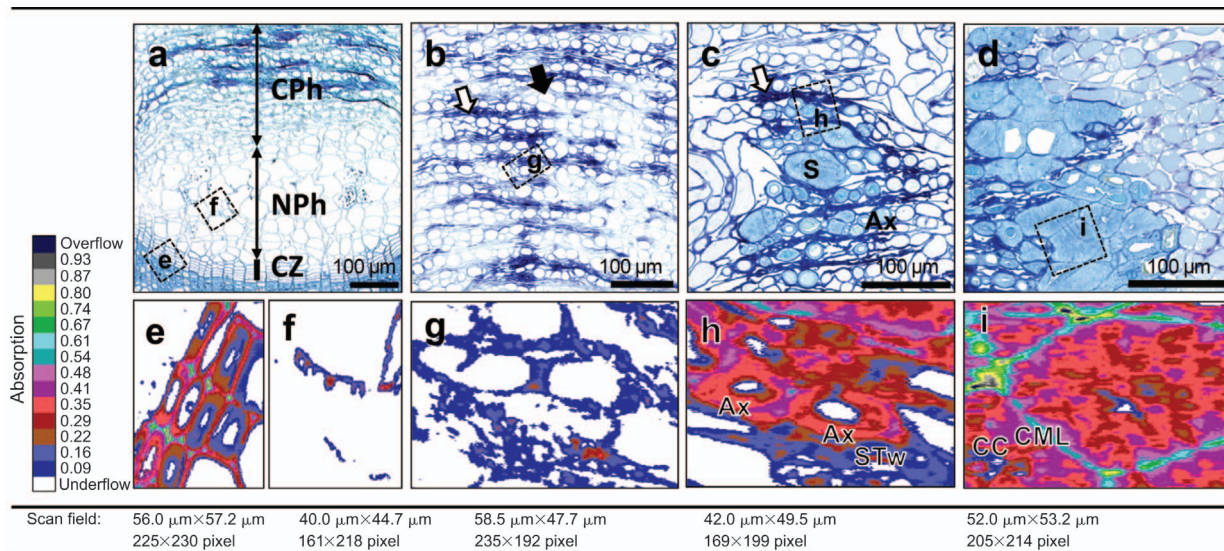 a
CPh
NPh
f
e
CZ
100 µm
b
g
100 µm
c
h
S
Ax
100 µm
d
i
100 µm
Absorption
Overflow
0.93
0.87
0.80
0.74
0.67
0.61
0.54
0.48
0.41
0.35
0.29
0.22
0.16
0.09
Underflow
e
f
g
h
Ax
Ax
STw
i
CC
CML
Scan field:
56.0 µm×57.2 µm
40.0 µm×44.7 µm
58.5 µm×47.7 µm
42.0 µm×49.5 µm
52.0 µm×53.2 µm
225×230 pixel
161×218 pixel
235×192 pixel
169×199 pixel
205×214 pixel